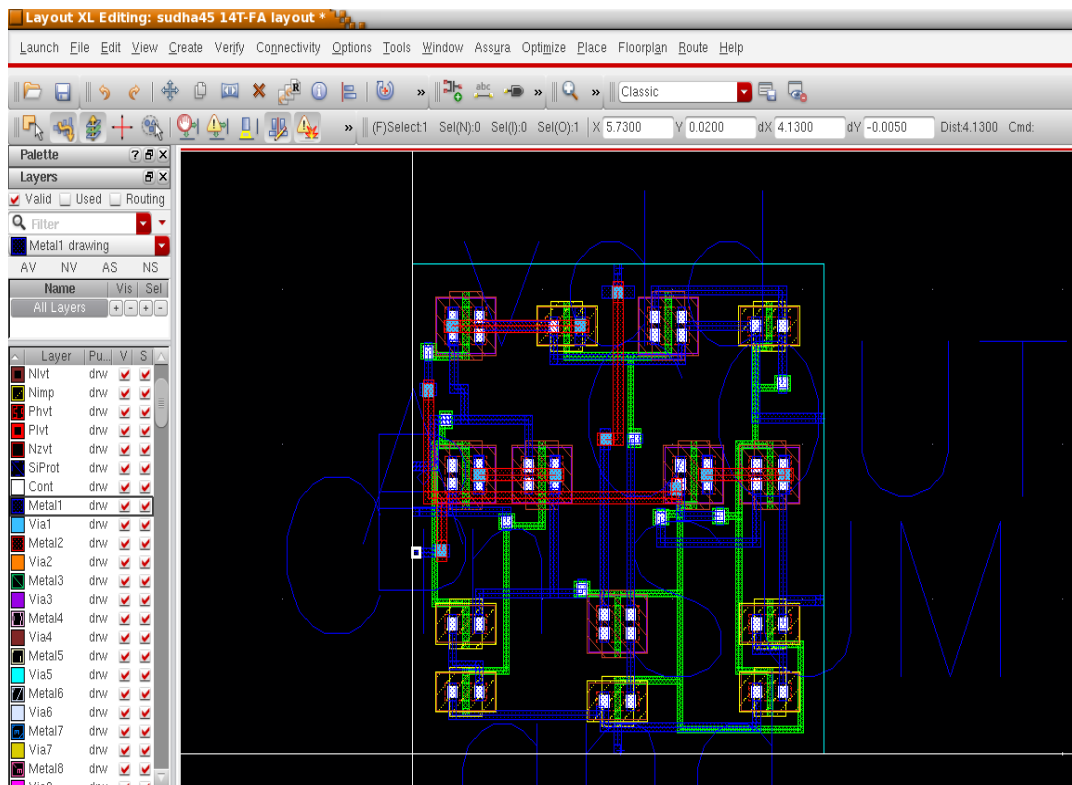 Layout XL Editing: sudha45 14T-FA layout *
Launch File Edit View Create Verify Connectivity Options Tools Window Assura Optimize Place Floorplan Route Help
» abc » » Classic
» (F)Select:1 Sel(N):0 Sel(I):0 Sel(O):1 X 5.7300 Y 0.0200 dX 4.1300 dY -0.0050 Dist:4.1300 Cmd:
Palette
Layers
Valid Used Routing
Filter
Metal1 drawing
AV NV AS NS
Name Vis Sel
All Layers + - + -
Layer Pu... V S
Nlvt drw
Nimp drw
Phvt drw
Plvt drw
Nzvt drw
SiProt drw
Cont drw
Metal1 drw
Via1 drw
Metal2 drw
Via2 drw
Metal3 drw
Via3 drw
Metal4 drw
Via4 drw
Metal5 drw
Via5 drw
Metal6 drw
Via6 drw
Metal7 drw
Via7 drw
Metal8 drw